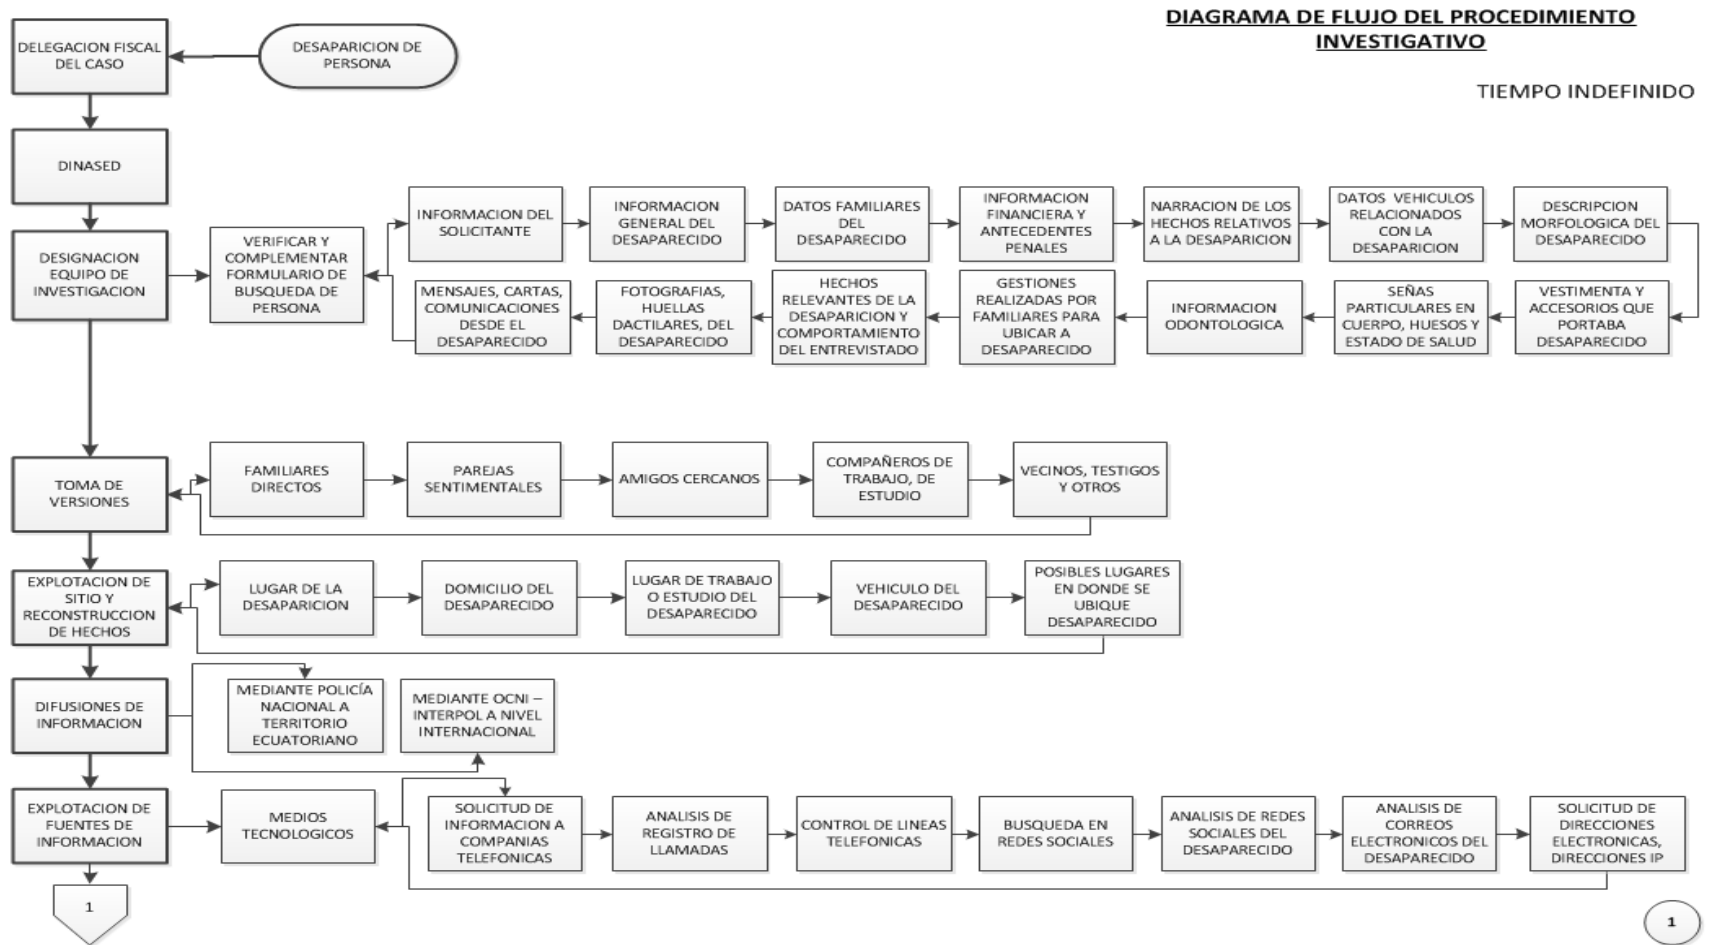 DIAGRAMA DE FLUJO DEL PROCEDIMIENTO
INVESTIGATIVO
TIEMPO INDEFINIDO
DESAPARICION DE
PERSONA
DELEGACION FISCAL
DEL CASO
DINASED
DESIGNACION
EQUIPO DE
INVESTIGACION
VERIFICAR Y
COMPLEMENTAR
FORMULARIO DE
BUSQUEDA DE
PERSONA
INFORMACION DEL
SOLICITANTE
INFORMACION
GENERAL DEL
DESAPARECIDO
DATOS FAMILIARES
DEL
DESAPARECIDO
INFORMACION
FINANCIERA Y
ANTECEDENTES
PENALES
NARRACION DE LOS
HECHOS RELATIVOS
A LA DESAPARICION
DATOS VEHICULOS
RELACIONADOS
CON LA
DESAPARICION
DESCRIPCION
MORFOLOGICA DEL
DESAPARECIDO
VESTIMENTA Y
ACCESORIOS QUE
PORTABA
DESAPARECIDO
SEÑAS
PARTICULARES EN
CUERPO, HUESOS Y
ESTADO DE SALUD
INFORMACION
ODONTOLOGICA
GESTIONES
REALIZADAS POR
FAMILIARES PARA
UBICAR A
DESAPARECIDO
HECHOS
RELEVANTES DE LA
DESAPARICION Y
COMPORTAMIENTO
DEL ENTREVISTADO
FOTOGRAFIAS,
HUELLAS
DACTILARES, DEL
DESAPARECIDO
MENSAJES, CARTAS,
COMUNICACIONES
DESDE EL
DESAPARECIDO
TOMA DE
VERSIONES
FAMILIARES
DIRECTOS
PAREJAS
SENTIMENTALES
AMIGOS CERCANOS
COMPAÑEROS DE
TRABAJO, DE
ESTUDIO
VECINOS, TESTIGOS
Y OTROS
EXPLOTACION DE
SITIO Y
RECONSTRUCCION
DE HECHOS
LUGAR DE LA
DESAPARICION
DOMICILIO DEL
DESAPARECIDO
LUGAR DE TRABAJO
O ESTUDIO DEL
DESAPARECIDO
VEHICULO DEL
DESAPARECIDO
POSIBLES LUGARES
EN DONDE SE
UBIQUE
DESAPARECIDO
DIFUSIONES DE
INFORMACION
MEDIANTE POLICÍA
NACIONAL A
TERRITORIO
ECUATORIANO
MEDIANTE OCNI –
INTERPOL A NIVEL
INTERNACIONAL
EXPLOTACION DE
FUENTES DE
INFORMACION
MEDIOS
TECNOLOGICOS
SOLICITUD DE
INFORMACION A
COMPANIAS
TELEFONICAS
ANALISIS DE
REGISTRO DE
LLAMADAS
CONTROL DE LINEAS
TELEFONICAS
BUSQUEDA EN
REDES SOCIALES
ANALISIS DE REDES
SOCIALES DEL
DESAPARECIDO
ANALISIS DE
CORREOS
ELECTRONICOS DEL
DESAPARECIDO
SOLICITUD DE
DIRECCIONES
ELECTRONICAS,
DIRECCIONES IP
1
1